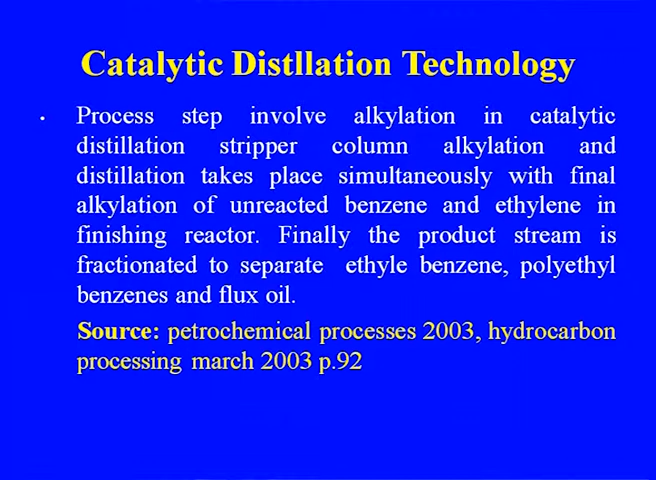 Catalytic Distllation Technology
• Process step involve alkylation in catalytic
distillation stripper column alkylation and
distillation takes place simultaneously with final
alkylation of unreacted benzene and ethylene in
finishing reactor. Finally the product stream is
fractionated to separate ethyle benzene, polyethyl
benzenes and flux oil.
Source: petrochemical processes 2003, hydrocarbon
processing march 2003 p.92